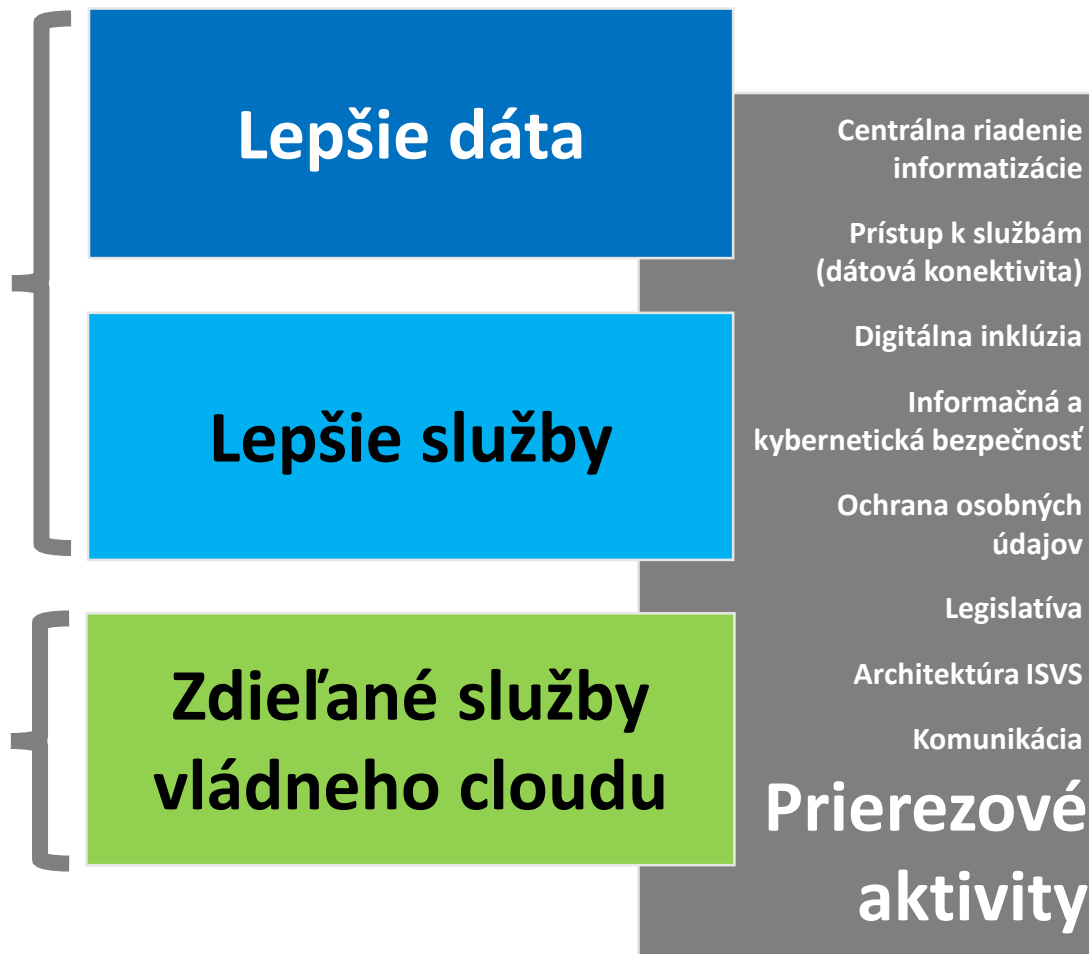 Lepšie dáta
Lepšie služby
Zdieľané služby
vládneho cloudu
Centrálna riadenie
informatizácie
Prístup k službám
(dátová konektivita)
Digitálna inklúzia
Informačná a
kybernetická bezpečnosť
Ochrana osobných
údajov
Legislatíva
Architektúra ISVS
Komunikácia
Prierezové
aktivity